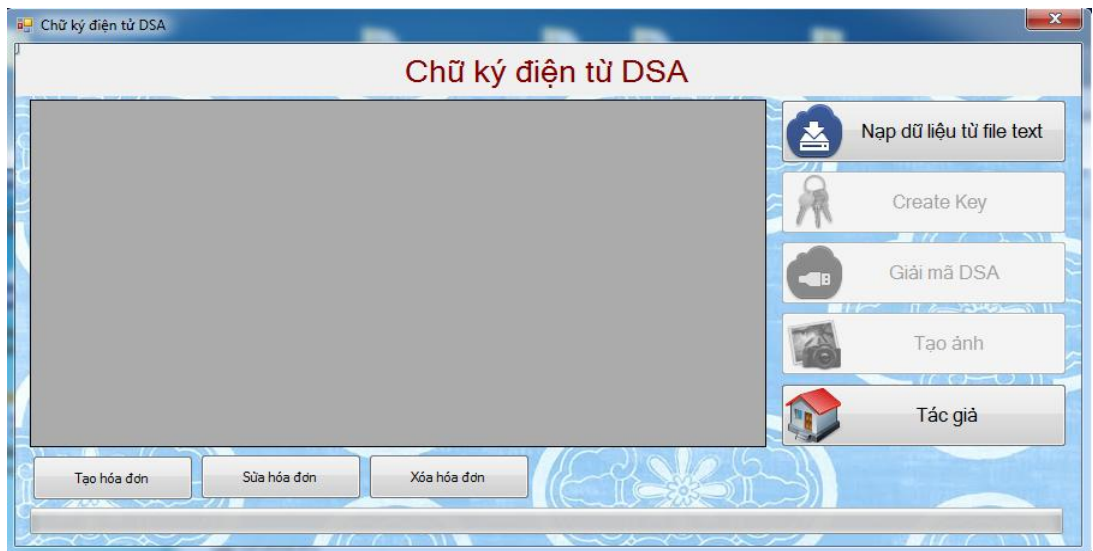 Chữ ký điện tử DSA
Chữ ký điện từ DSA
Nạp dữ liệu từ file text
Create Key
Giải mã DSA
Tạo ảnh
Tác giả
Tạo hóa đơn
Sửa hóa đơn
Xóa hóa đơn